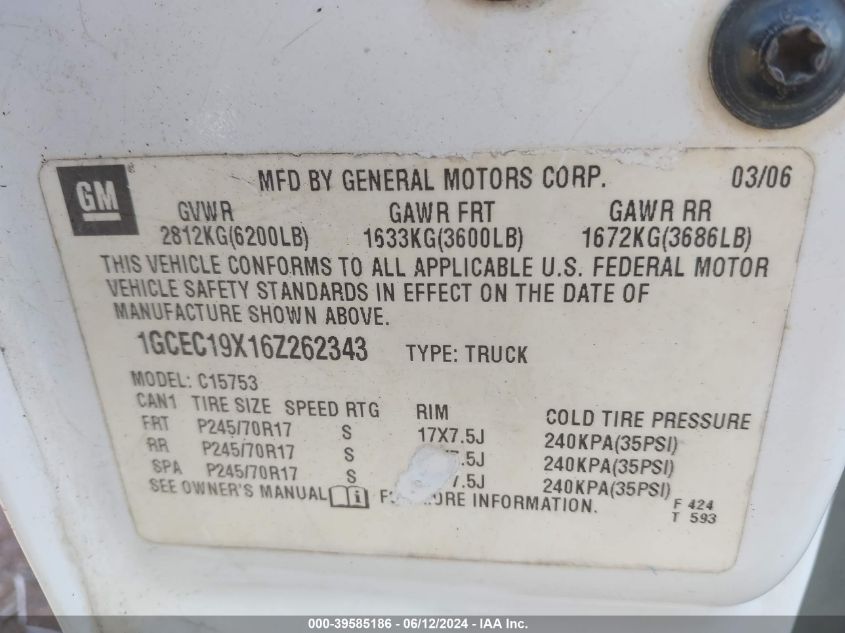 GM
MFD BY GENERAL MOTORS CORP. 03/06
GVWR GAWR FRT GAWR RR
2812KG(6200LB) 1633KG(3600LB) 1672KG(3686LB)
THIS VEHICLE CONFORMS TO ALL APPLICABLE U.S. FEDERAL MOTOR
VEHICLE SAFETY STANDARDS IN EFFECT ON THE DATE OF
MANUFACTURE SHOWN ABOVE.
1GCEC19X16Z262343 TYPE: TRUCK
MODEL: C15753
CAN1 TIRE SIZE SPEED RTG RIM COLD TIRE PRESSURE
FRT P245/70R17 S 17X7.5J 240KPA(35PSI)
RR P245/70R17 S 7.5J 240KPA(35PSI)
SPA P245/70R17 S 7.5J 240KPA(35PSI)
SEE OWNER'S MANUAL INFORMATION.
F 424
T 593
000-39585186 - 06/12/2024 - IAA Inc.